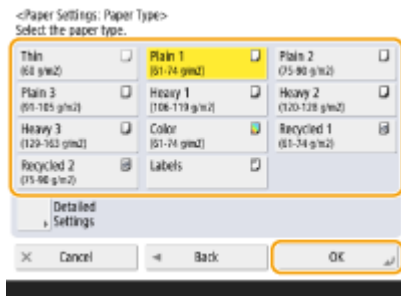 <Paper Settings: Paper Type>
Select the paper type.
Thin
(60 g/m2)
Plain 1
(61-74 g/m2)
Plain 2
(75-90 g/m2)
Plain 3
(91-105 g/m2)
Heavy 1
(106-119 g/m2)
Heavy 2
(120-128 g/m2)
Heavy 3
(129-163 g/m2)
Color
(61-74 g/m2)
Recycled 1
(61-74 g/m2)
Recycled 2
(75-90 g/m2)
Labels
Detailed
Settings
Cancel
Back
OK